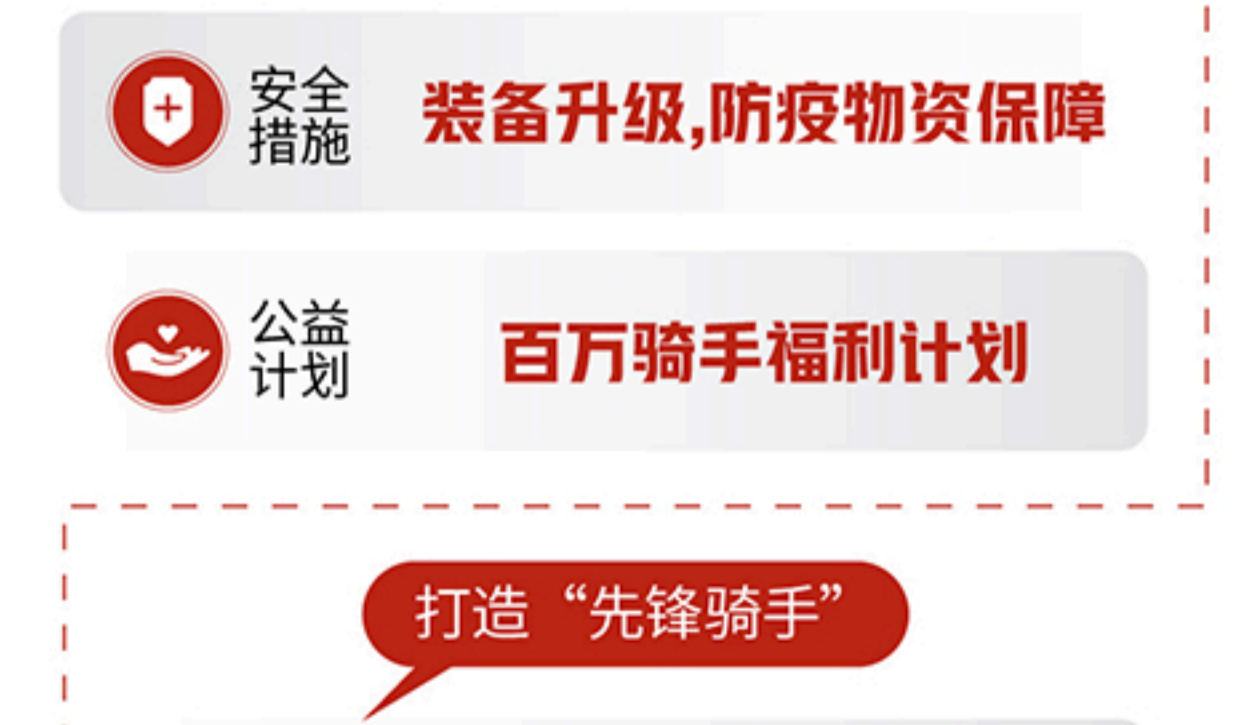 安全
措施
装备升级,防疫物资保障
公益
计划
百万骑手福利计划
打造“先锋骑手”